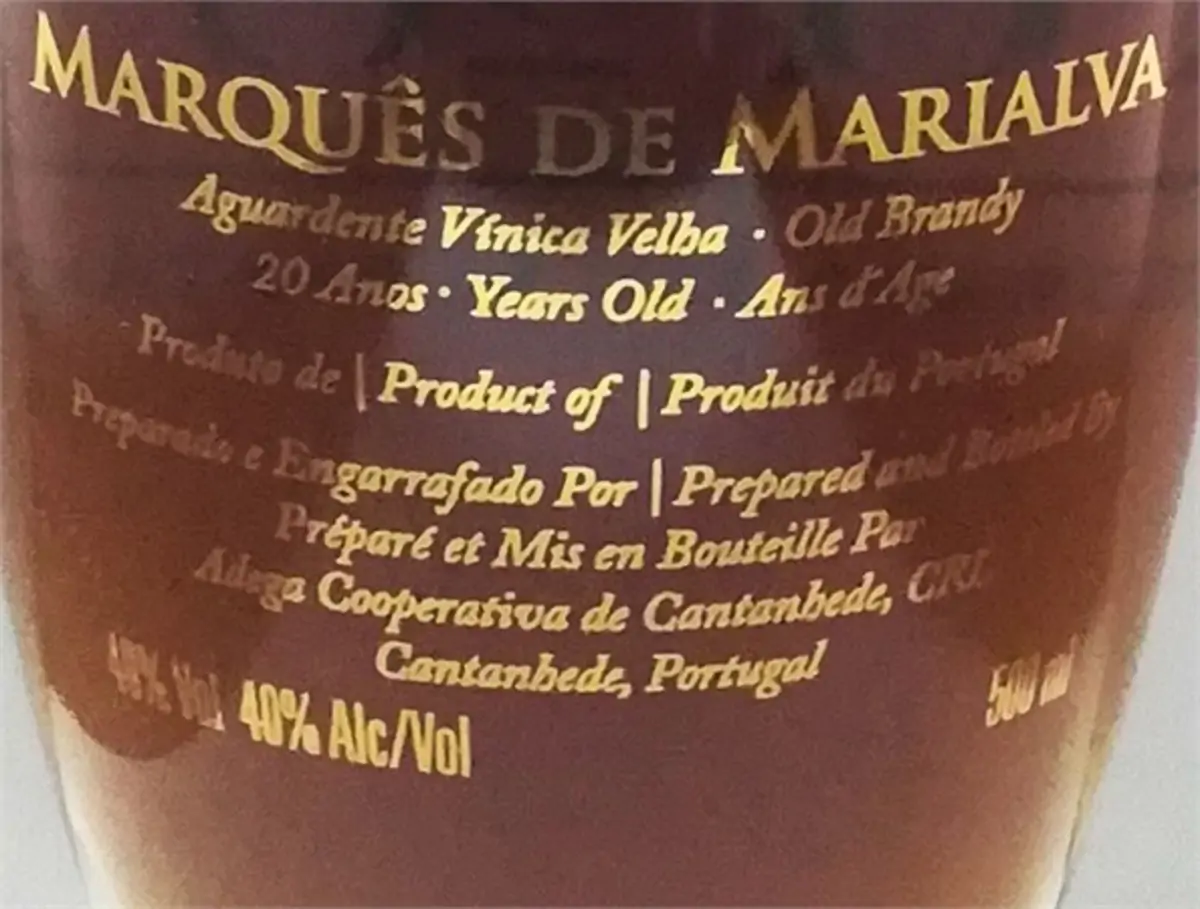 MARQUÊS DE MARIALVA
Aguardente Vínica Velha · Old Brandy
20 Anos · Years Old · Ans d'Age
Produto de | Product of | Produit du Portugal
Preparado e Engarrafado Por | Prepared and Bottled By
Préparé et Mis en Bouteille Par
Adega Cooperativa de Cantanhede, CRL
Cantanhede, Portugal
40% Vol 40% Alc/Vol 500 ml